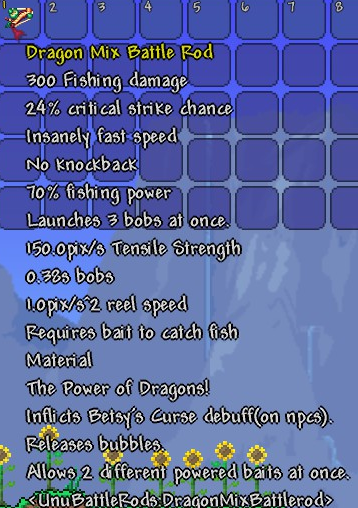 1 2 3 4 5 6 7 8
Dragon Mix Battle Rod
300 Fishing damage
24% critical strike chance
Insanely fast speed
No knockback
70% fishing power
Launches 3 bobs at once.
150.0pix/s Tensile Strength
0.38s bobs
1.0pix/s^2 reel speed
Requires bait to catch fish
Material
The Power of Dragons!
Inflicts Betsy's Curse debuff(on npcs).
Releases bubbles.
Allows 2 different powered baits at once.
<UnuBattleRods:DragonMixBattlerod>